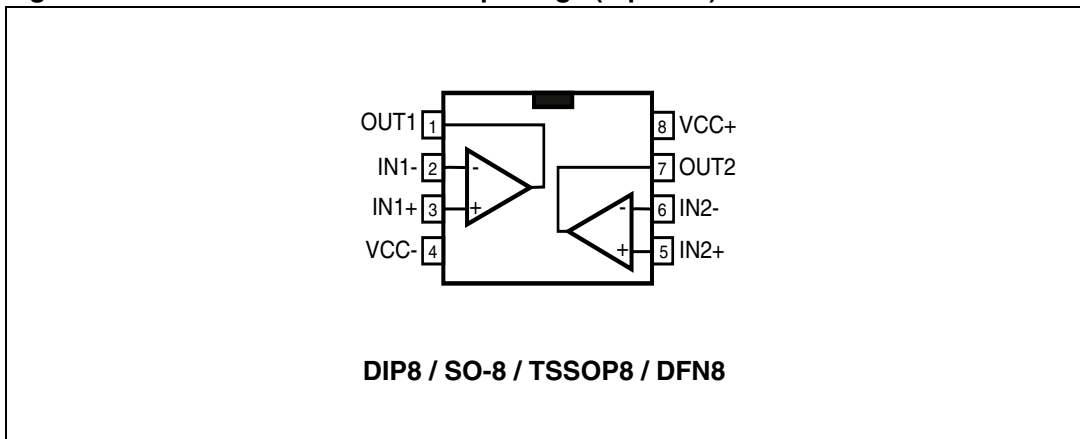 OUT1 1 8 VCC+
IN1- 2 - 7 OUT2
IN1+ 3 + - 6 IN2-
VCC- 4 + 5 IN2+
DIP8 / SO-8 / TSSOP8 / DFN8